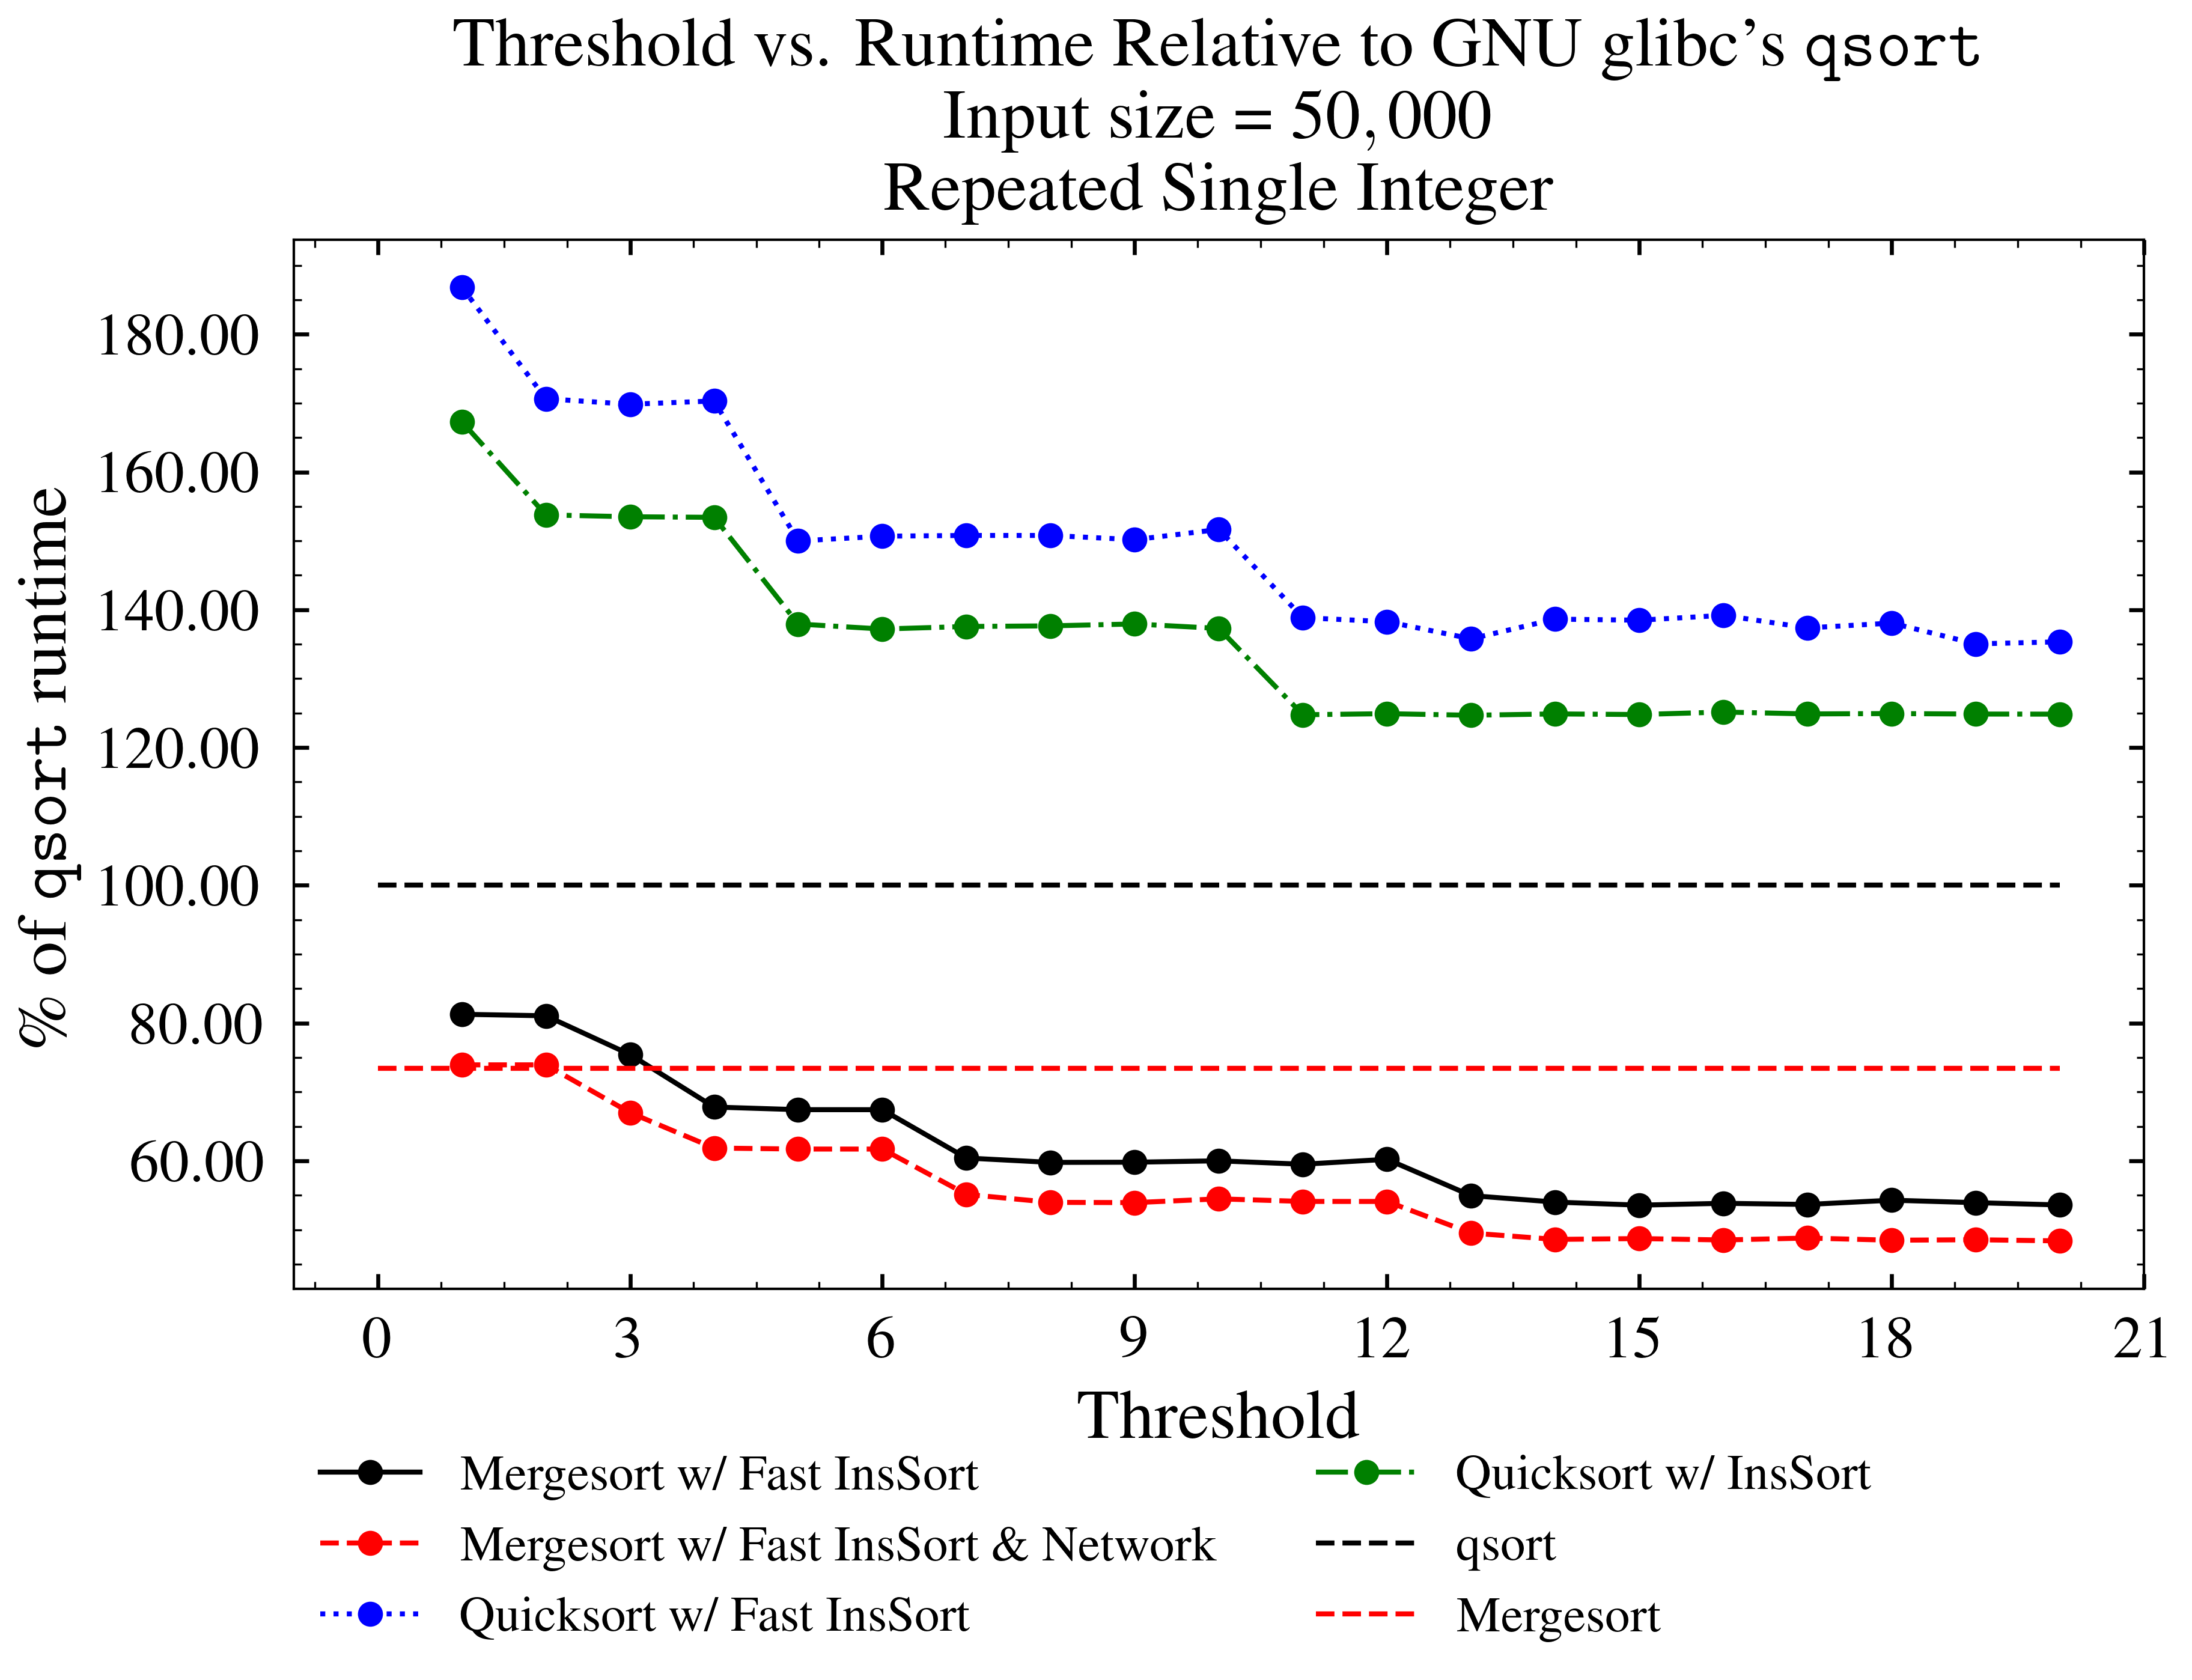 Threshold vs. Runtime Relative to GNU glibc's qsort
Input size = 50,000
Repeated Single Integer
% of qsort runtime
180.00
160.00
140.00
120.00
100.00
80.00
60.00
0 3 6 9 12 15 18 21
Threshold
Mergesort w/ Fast InsSort
Mergesort w/ Fast InsSort & Network
Quicksort w/ Fast InsSort
Quicksort w/ InsSort
qsort
Mergesort